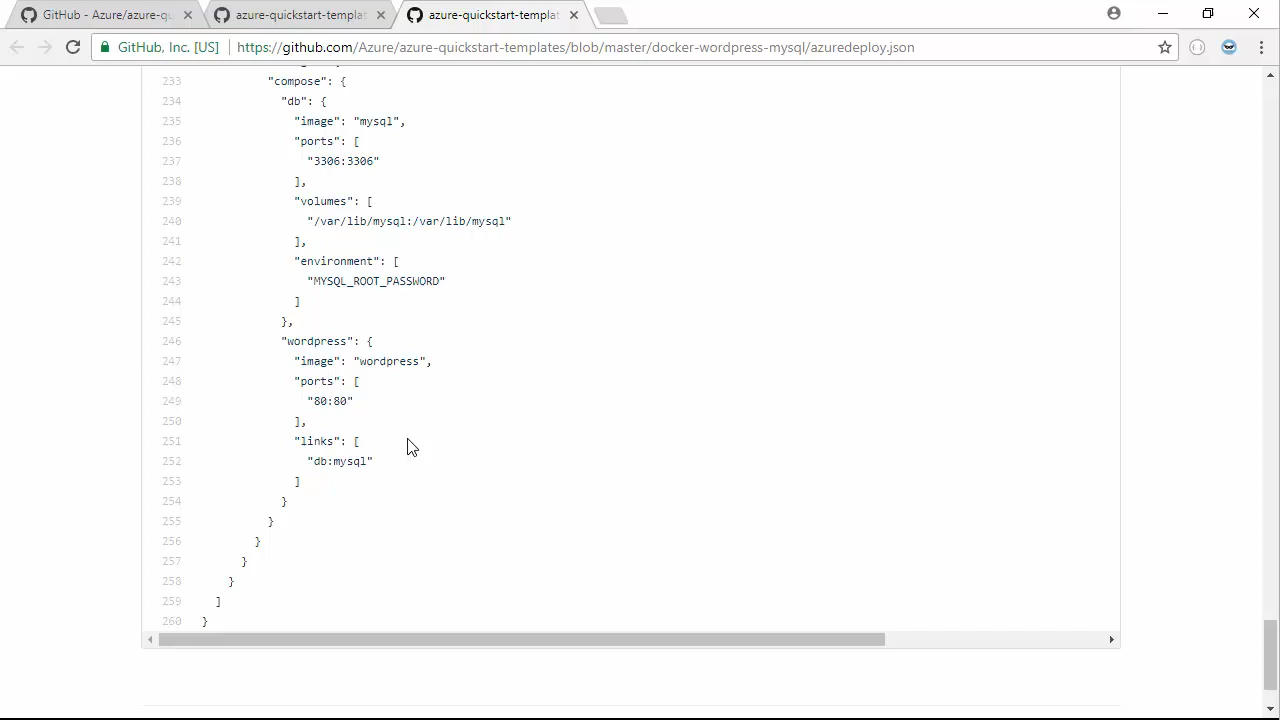 GitHub - Azure/azure-qu
azure-quickstart-templat
azure-quickstart-templat
GitHub, Inc. [US]
https://github.com/Azure/azure-quickstart-templates/blob/master/docker-wordpress-mysql/azuredeploy.json
233 "compose": {
234 "db": {
235 "image": "mysql",
236 "ports": [
237 "3306:3306"
238 ],
239 "volumes": [
240 "/var/lib/mysql:/var/lib/mysql"
241 ],
242 "environment": [
243 "MYSQL_ROOT_PASSWORD"
244 ]
245 },
246 "wordpress": {
247 "image": "wordpress",
248 "ports": [
249 "80:80"
250 ],
251 "links": [
252 "db:mysql"
253 ]
254 }
255 }
256 }
257 }
258 }
259 ]
260 }